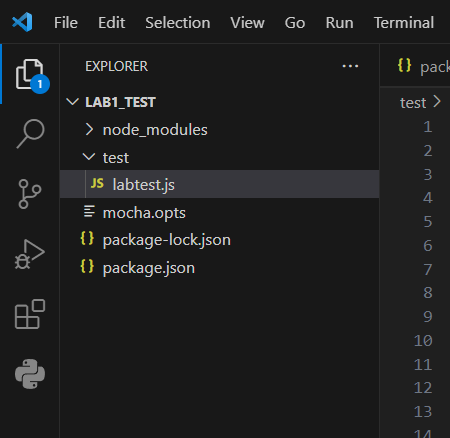 File Edit Selection View Go Run Terminal
EXPLORER ...
LAB1_TEST
node_modules
test
JS labtest.js
mocha.opts
{} package-lock.json
{} package.json
1
{} pack
test >
1
2
3
4
5
6
7
8
9
10
11
12
13
14